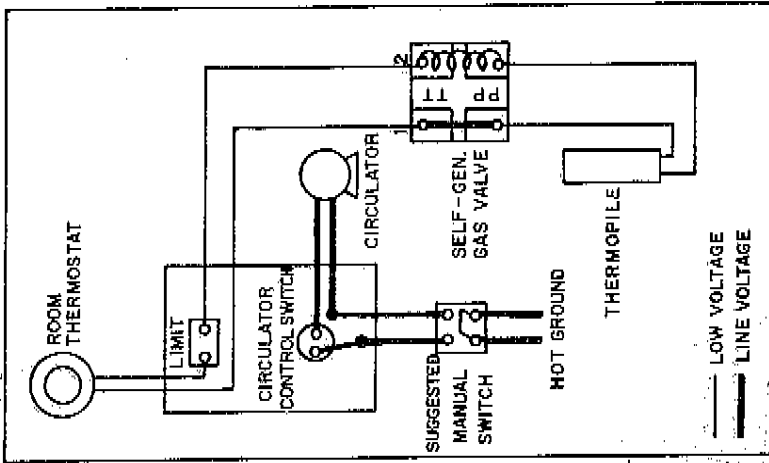 ROOM
THERMOSTAT
LIMIT
CIRCULATOR
CONTROL SWITCH
CIRCULATOR
1
2
TT
PP
SELF-GEN.
GAS VALVE
SUGGESTED
MANUAL
SWITCH
HOT GROUND
THERMOPILE
LOW VOLTAGE
LINE VOLTAGE